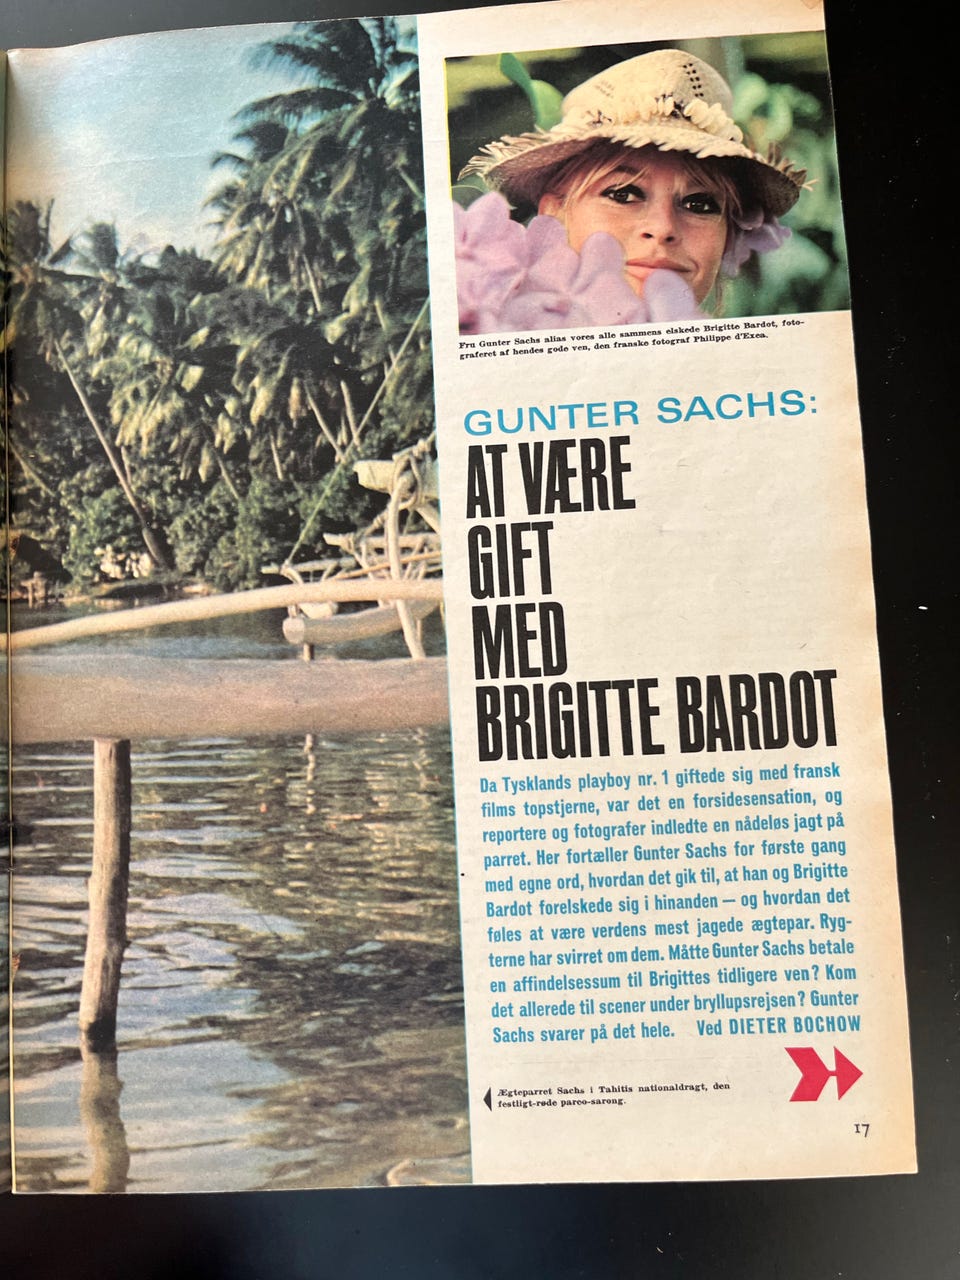 Fru Gunter Sachs alias vores alle sammens elskede Brigitte Bardot, foto-
graferet af hendes gode ven, den franske fotograf Philippe d'Exea.
GUNTER SACHS:
AT VÆRE
GIFT
MED
BRIGITTE BARDOT
Da Tysklands playboy nr. 1 giftede sig med fransk
films topstjerne, var det en forsidesensation, og
reportere og fotografer indledte en nådeløs jagt på
parret. Her fortæller Gunter Sachs for første gang
med egne ord, hvordan det gik til, at han og Brigitte
Bardot forelskede sig i hinanden — og hvordan det
føles at være verdens mest jagede ægtepar. Ryg-
terne har svirret om dem. Måtte Gunter Sachs betale
en affindelsessum til Brigittes tidligere ven? Kom
det allerede til scener under bryllupsrejsen? Gunter
Sachs svarer på det hele. Ved DIETER BOCHOW
Ægteparret Sachs i Tahitis nationaldragt, den
festligt-røde pareo-sarong.
17